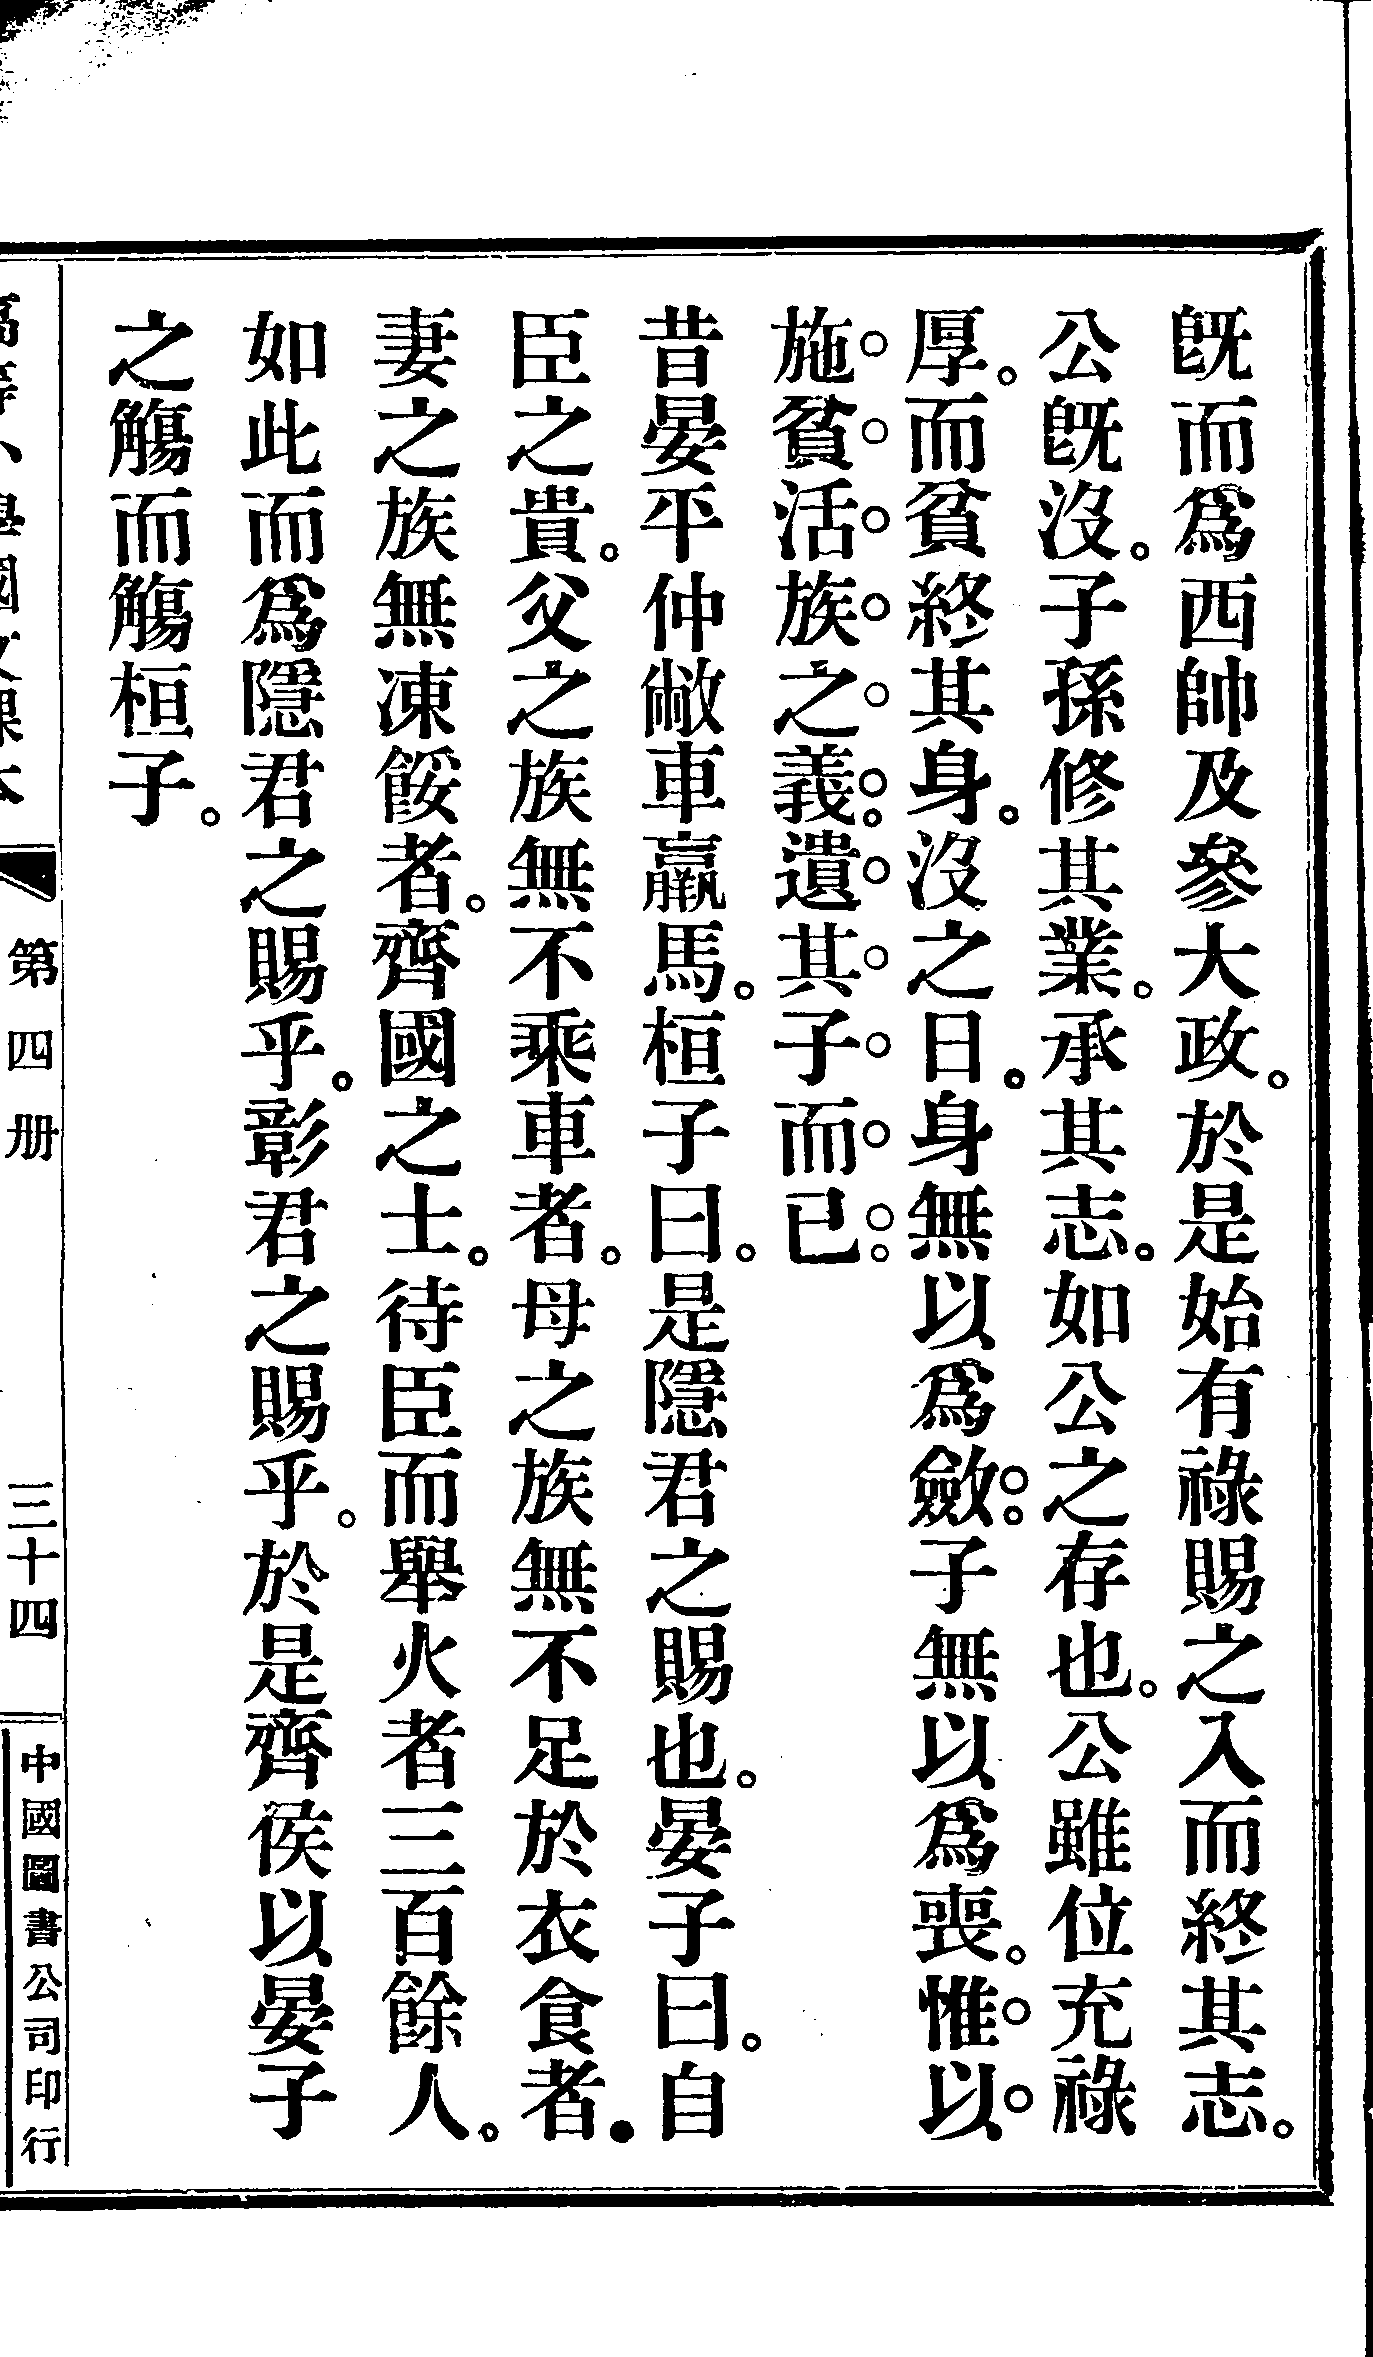 旣而爲西帥及參大政。於是始有祿賜之入而終其志。
公旣沒。子孫修其業。承其志。如公之存也。公雖位充祿
厚。而貧終其身。沒之日。身無以爲斂。子無以爲喪。惟以
施貧活族之義。遺其子而已。
昔晏平仲敝車羸馬。桓子曰。是隱君之賜也。晏子曰。自
臣之貴。父之族無不乘車者。母之族無不足於衣食者。
妻之族無凍餒者。齊國之士。待臣而舉火者三百餘人。
如此而爲隱君之賜乎。彰君之賜乎。於是齊侯以晏子
之觴而觴桓子。
高等小學國文課本 第四册 三十四 中國圖書公司印行